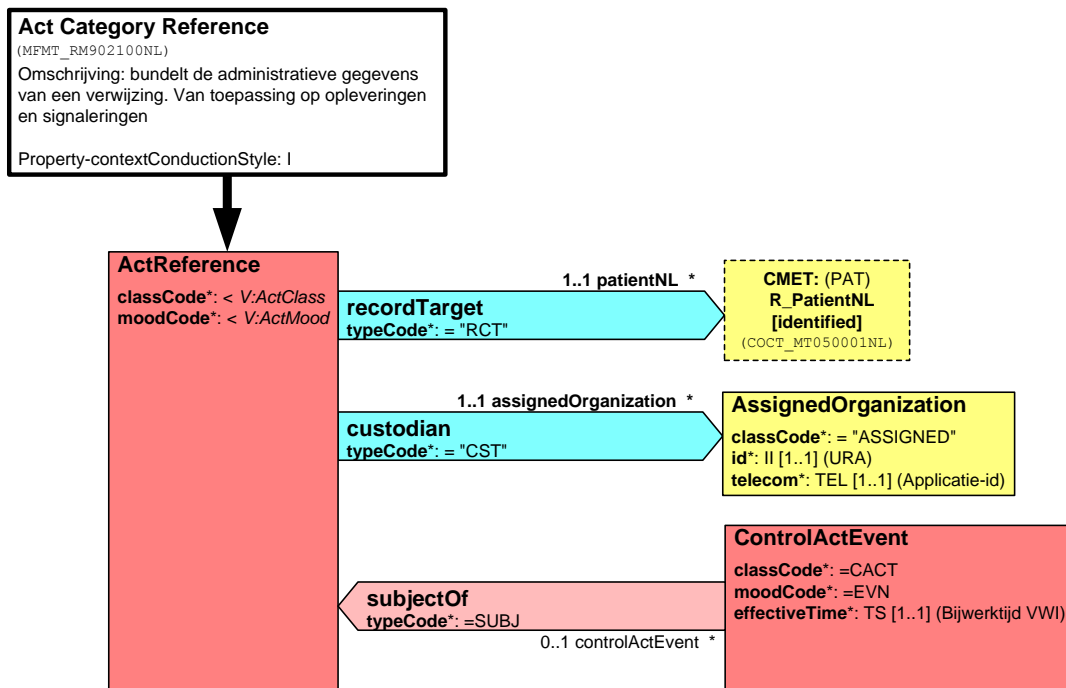 Act Category Reference
(MFMT_RM902100NL)
Omschrijving: bundelt de administratieve gegevens
van een verwijzing. Van toepassing op opleveringen
en signaleringen
Property-contextConductionStyle: I
ActReference
classCode*: < V:ActClass
moodCode*: < V:ActMood
1..1 patientNL *
recordTarget
typeCode*: = "RCT"
CMET: (PAT)
R_PatientNL
[identified]
(COCT_MT050001NL)
1..1 assignedOrganization *
custodian
typeCode*: = "CST"
AssignedOrganization
classCode*: = "ASSIGNED"
id*: II [1..1] (URA)
telecom*: TEL [1..1] (Applicatie-id)
ControlActEvent
classCode*: =CACT
moodCode*: =EVN
effectiveTime*: TS [1..1] (Bijwerktijd VWI)
subjectOf
typeCode*: =SUBJ
0..1 controlActEvent *